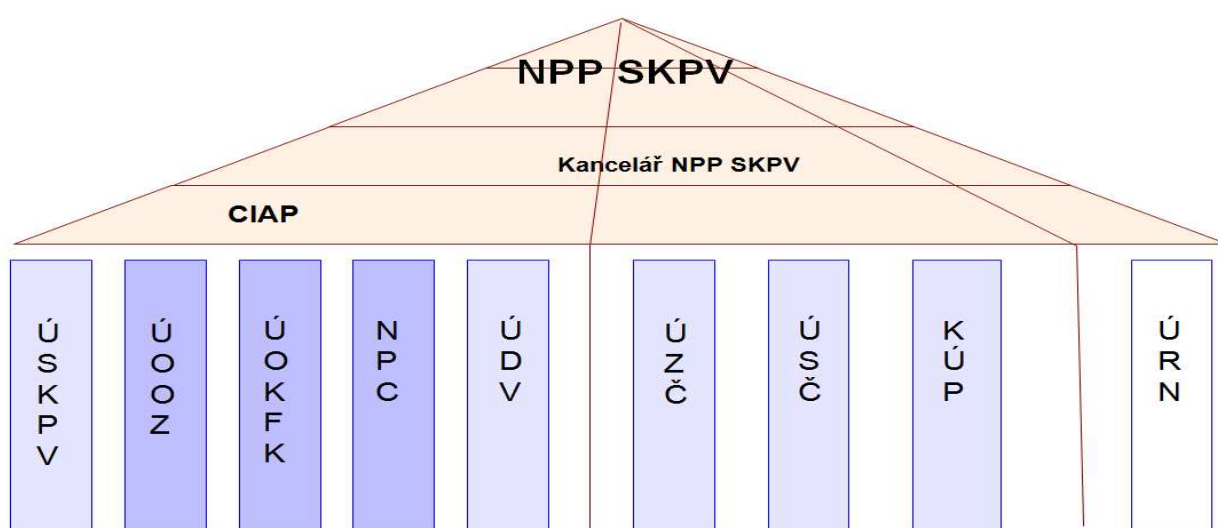 NPP SKPV
Kancelář NPP SKPV
CIAP
ÚSKPV
ÚOOZ
ÚOKFK
NPC
ÚDV
ÚZČ
ÚSČ
KÚP
ÚRN